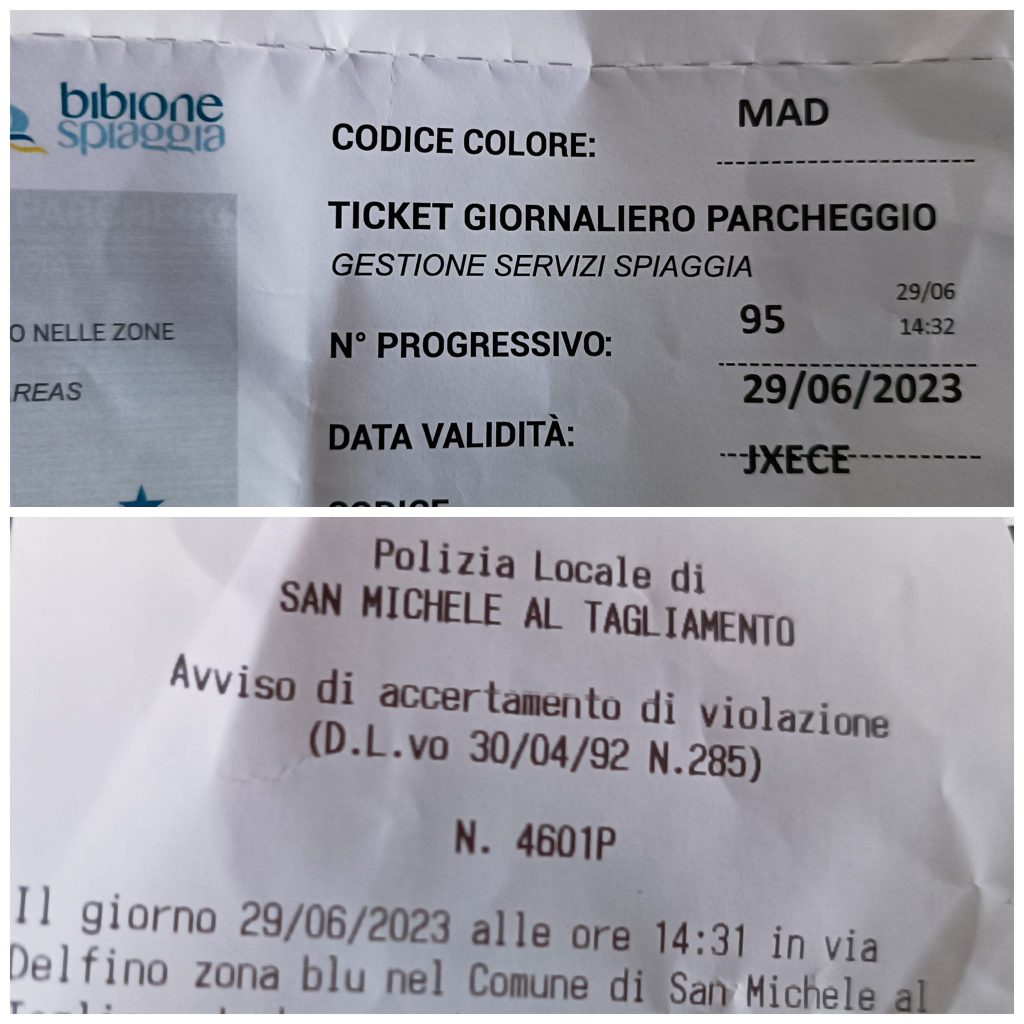 bibione
spiaggia
CODICE COLORE: MAD
TICKET GIORNALIERO PARCHEGGIO
GESTIONE SERVIZI SPIAGGIA
29/06
O NELLE ZONE
N° PROGRESSIVO: 95 14:32
REAS
DATA VALIDITÀ: 29/06/2023
JXECE
CODICE
Polizia Locale di
SAN MICHELE AL TAGLIAMENTO
Avviso di accertamento di violazione
(D.L.vo 30/04/92 N.285)
N. 4601P
Il giorno 29/06/2023 alle ore 14:31 in via
Delfino zona blu nel Comune di San Michele al